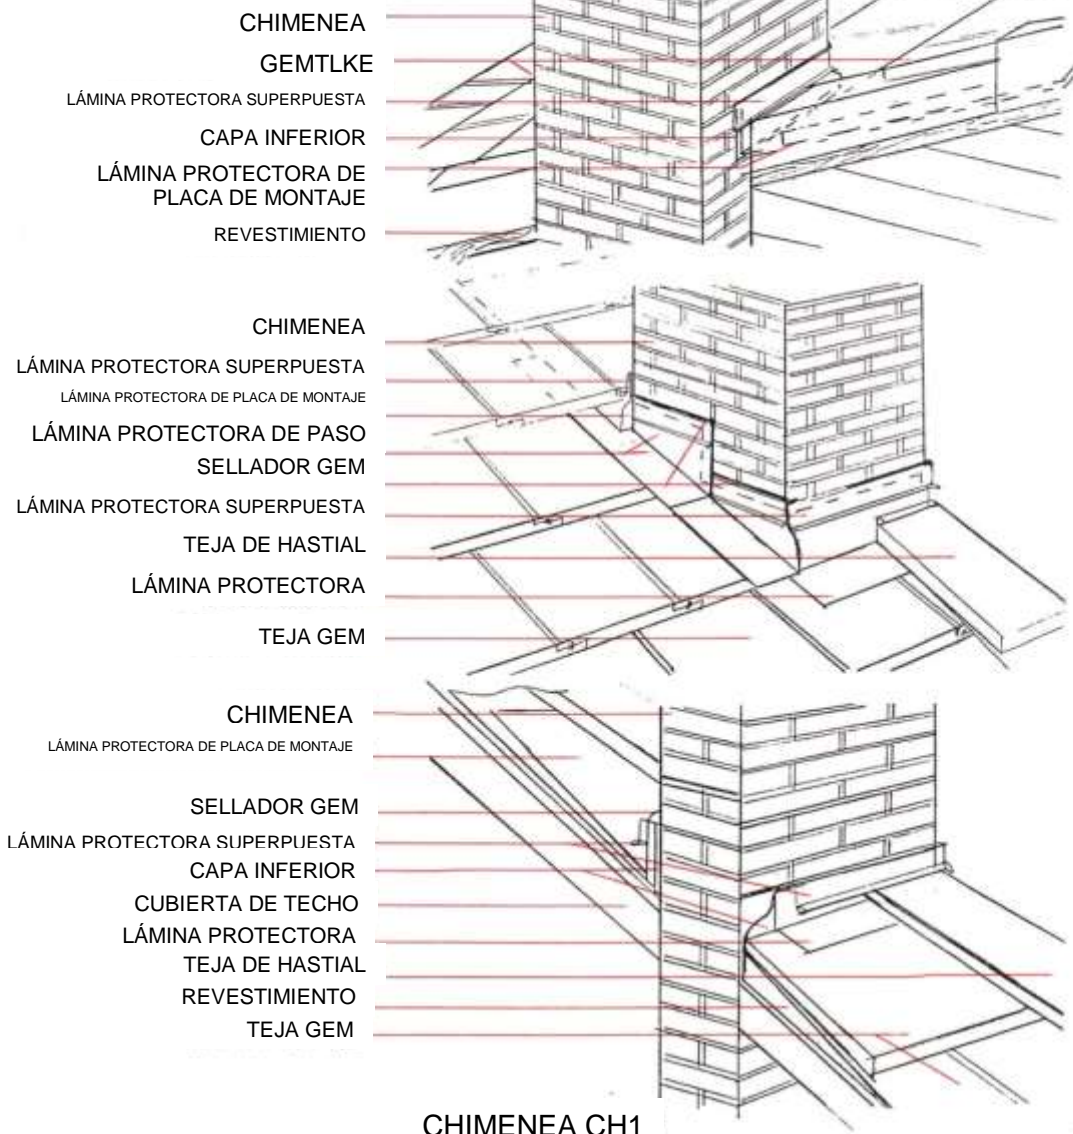 CHIMENEA
GEMTLKE
LÁMINA PROTECTORA SUPERPUESTA
CAPA INFERIOR
LÁMINA PROTECTORA DE
PLACA DE MONTAJE
REVESTIMIENTO
CHIMENEA
LÁMINA PROTECTORA SUPERPUESTA
LÁMINA PROTECTORA DE PLACA DE MONTAJE
LÁMINA PROTECTORA DE PASO
SELLADOR GEM
LÁMINA PROTECTORA SUPERPUESTA
TEJA DE HASTIAL
LÁMINA PROTECTORA
TEJA GEM
CHIMENEA
LÁMINA PROTECTORA DE PLACA DE MONTAJE
SELLADOR GEM
LÁMINA PROTECTORA SUPERPUESTA
CAPA INFERIOR
CUBIERTA DE TECHO
LÁMINA PROTECTORA
TEJA DE HASTIAL
REVESTIMIENTO
TEJA GEM
CHIMENEA CH1